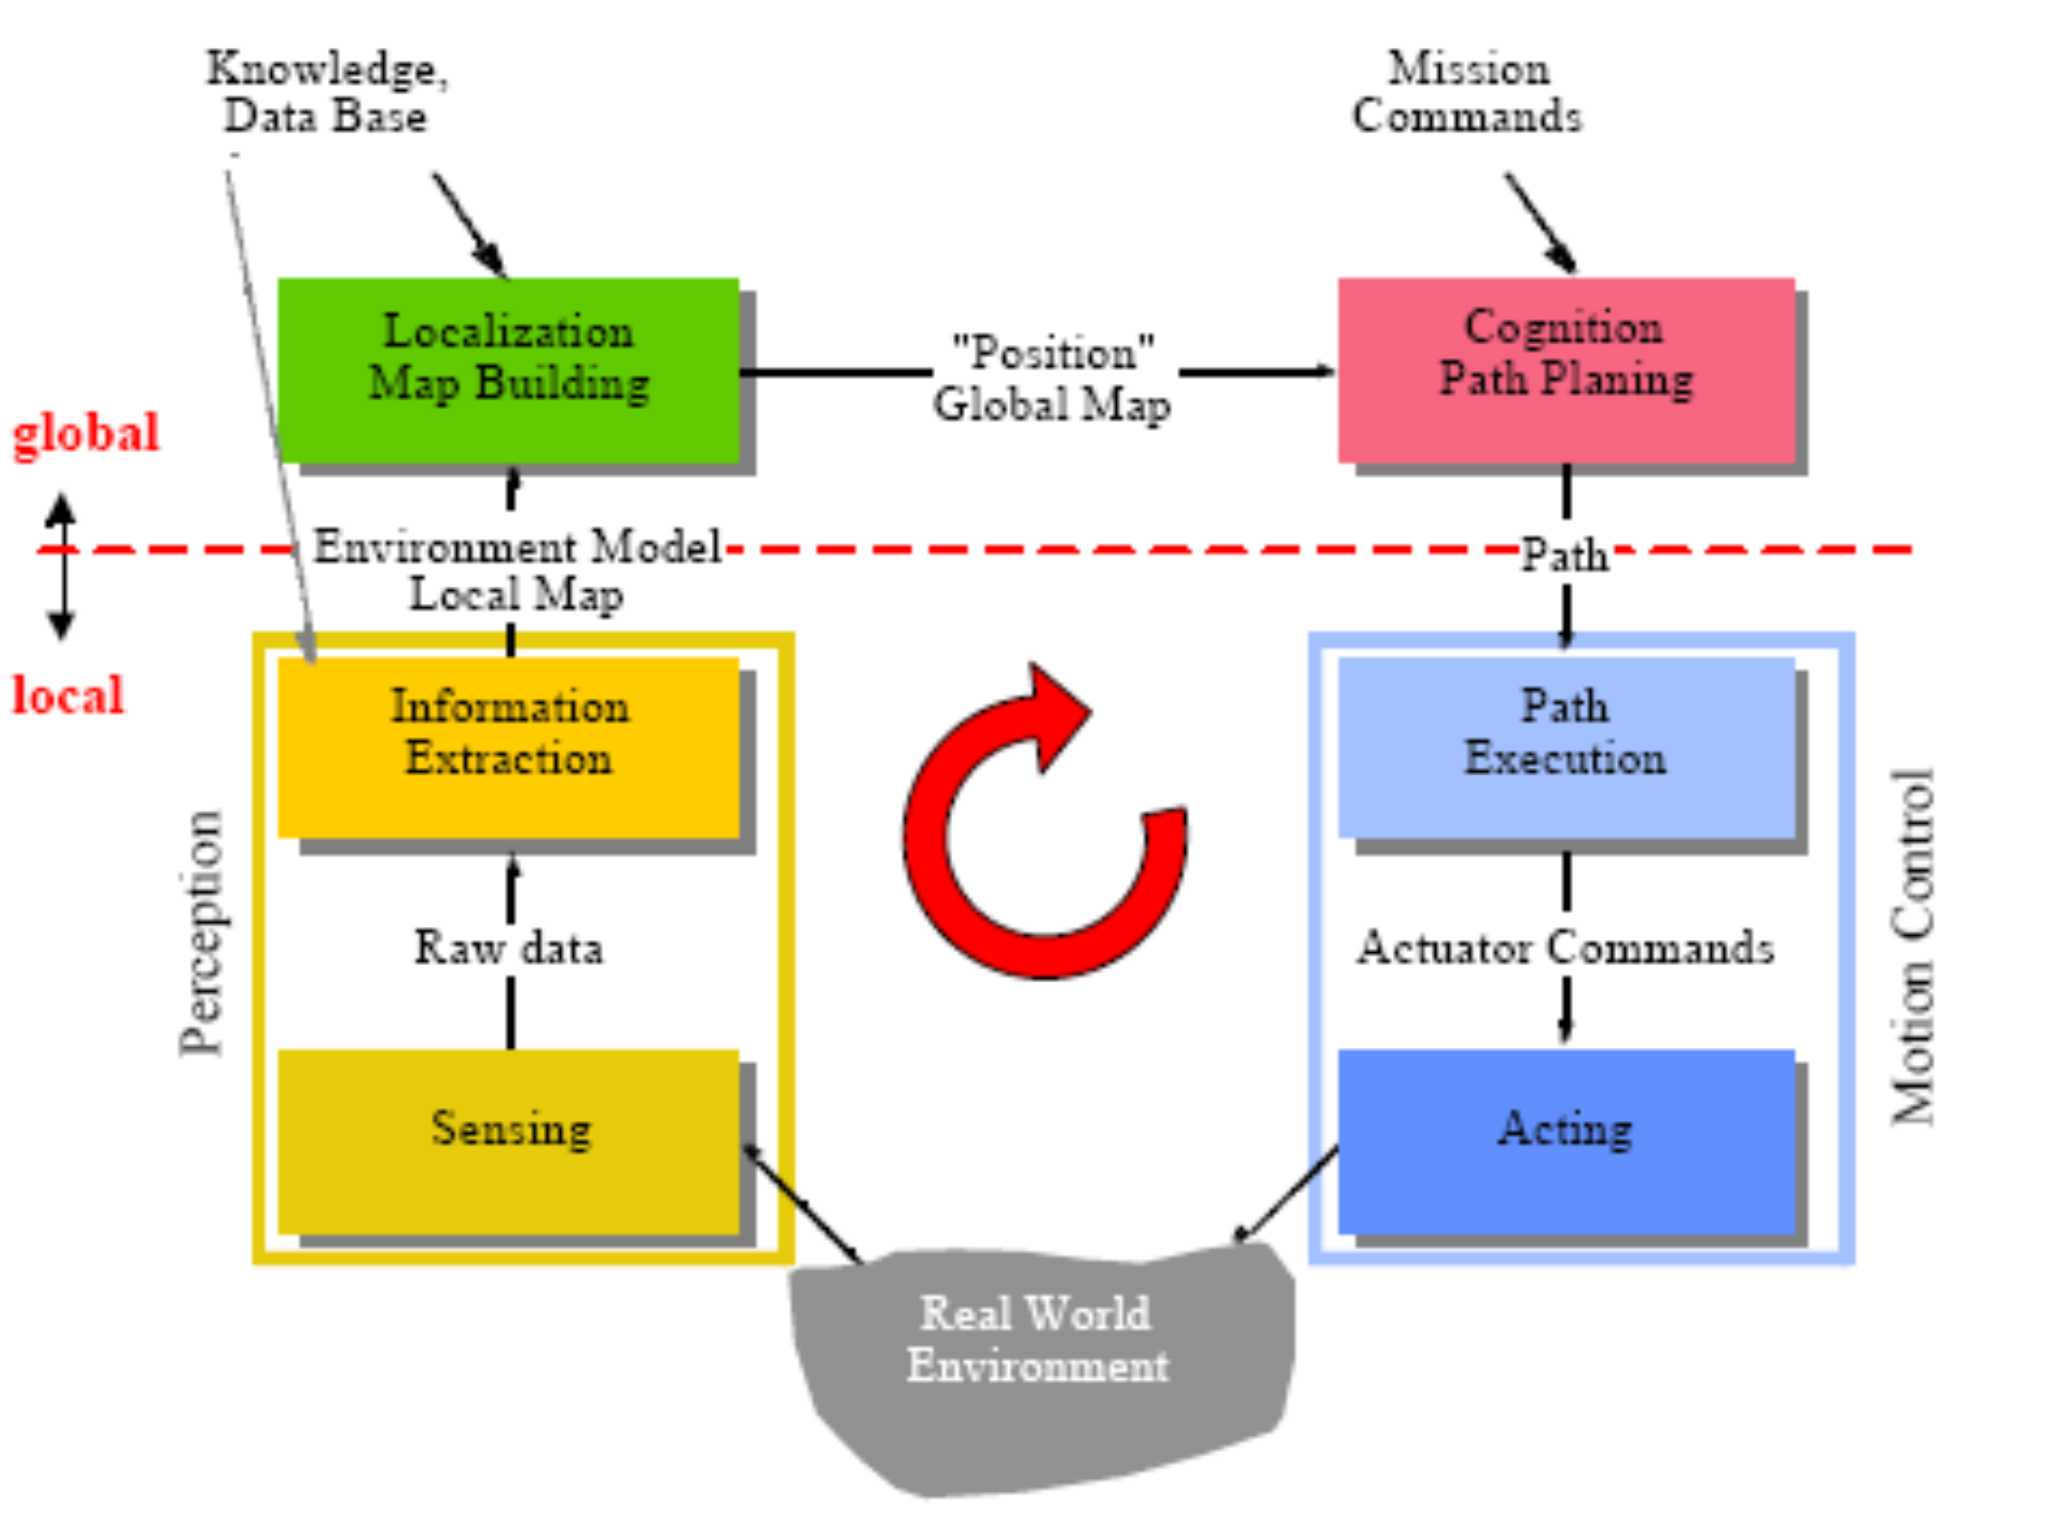 Knowledge,
Data Base
Mission
Commands
Localization
Map Building
"Position"
Global Map
Cognition
Path Planing
global
Environment Model
Local Map
Path
local
Information
Extraction
Path
Execution
Perception
Motion Control
Raw data
Actuator Commands
Sensing
Acting
Real World
Environment